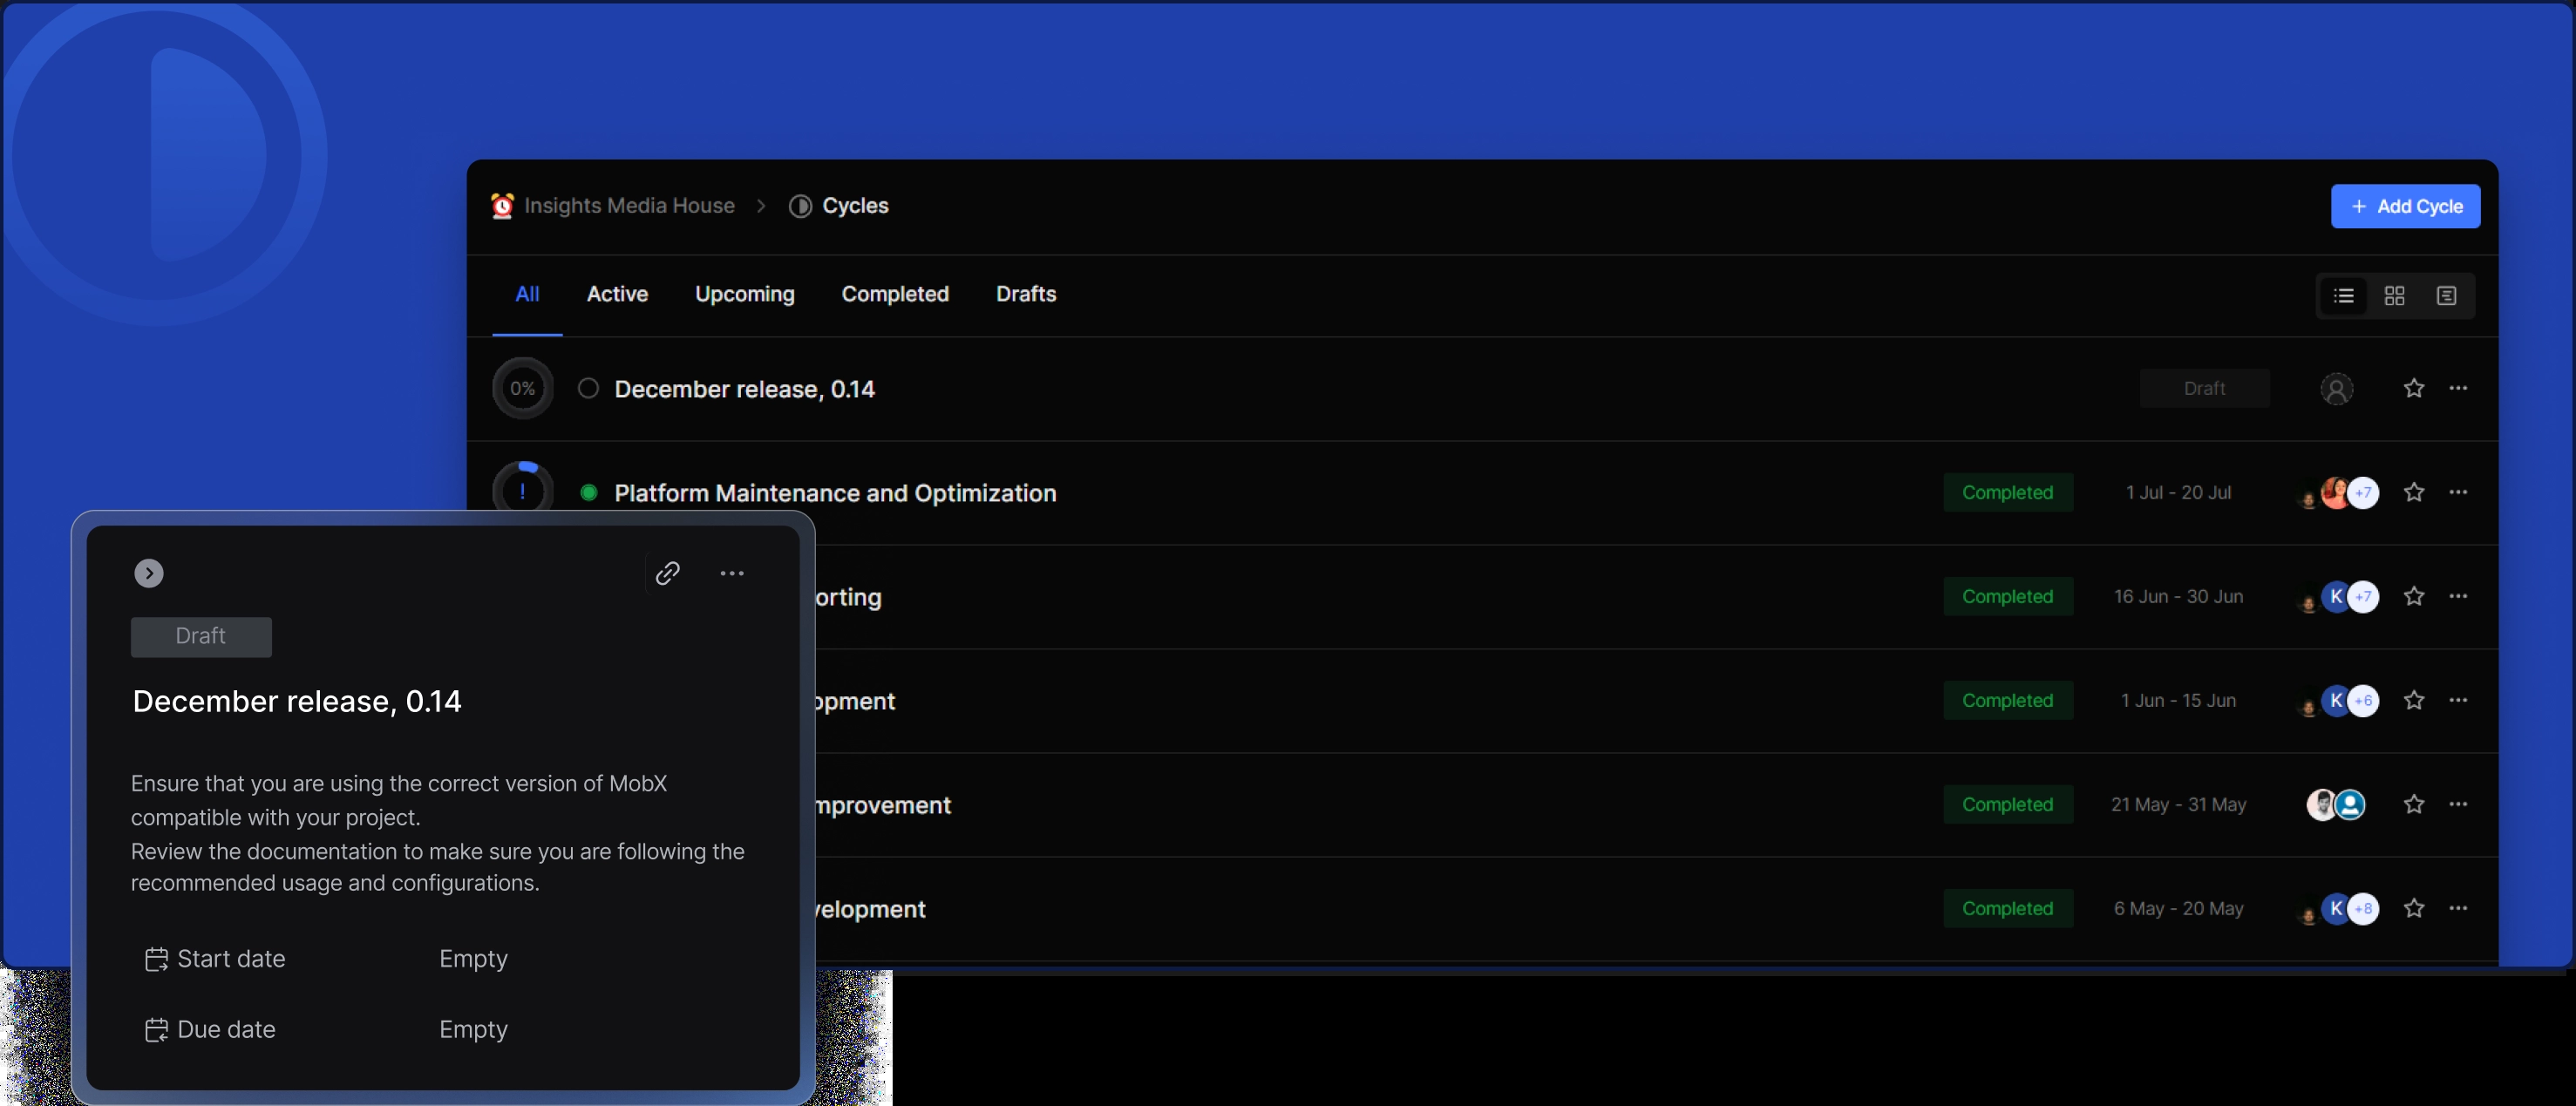 Insights Media House > Cycles
+ Add Cycle
All Active Upcoming Completed Drafts
0% December release, 0.14 Draft
! Platform Maintenance and Optimization Completed 1 Jul - 20 Jul +7
orting Completed 16 Jun - 30 Jun K +7
opment Completed 1 Jun - 15 Jun K +6
mprovement Completed 21 May - 31 May
velopment Completed 6 May - 20 May K +8
Draft
December release, 0.14
Ensure that you are using the correct version of MobX
compatible with your project.
Review the documentation to make sure you are following the
recommended usage and configurations.
Start date Empty
Due date Empty